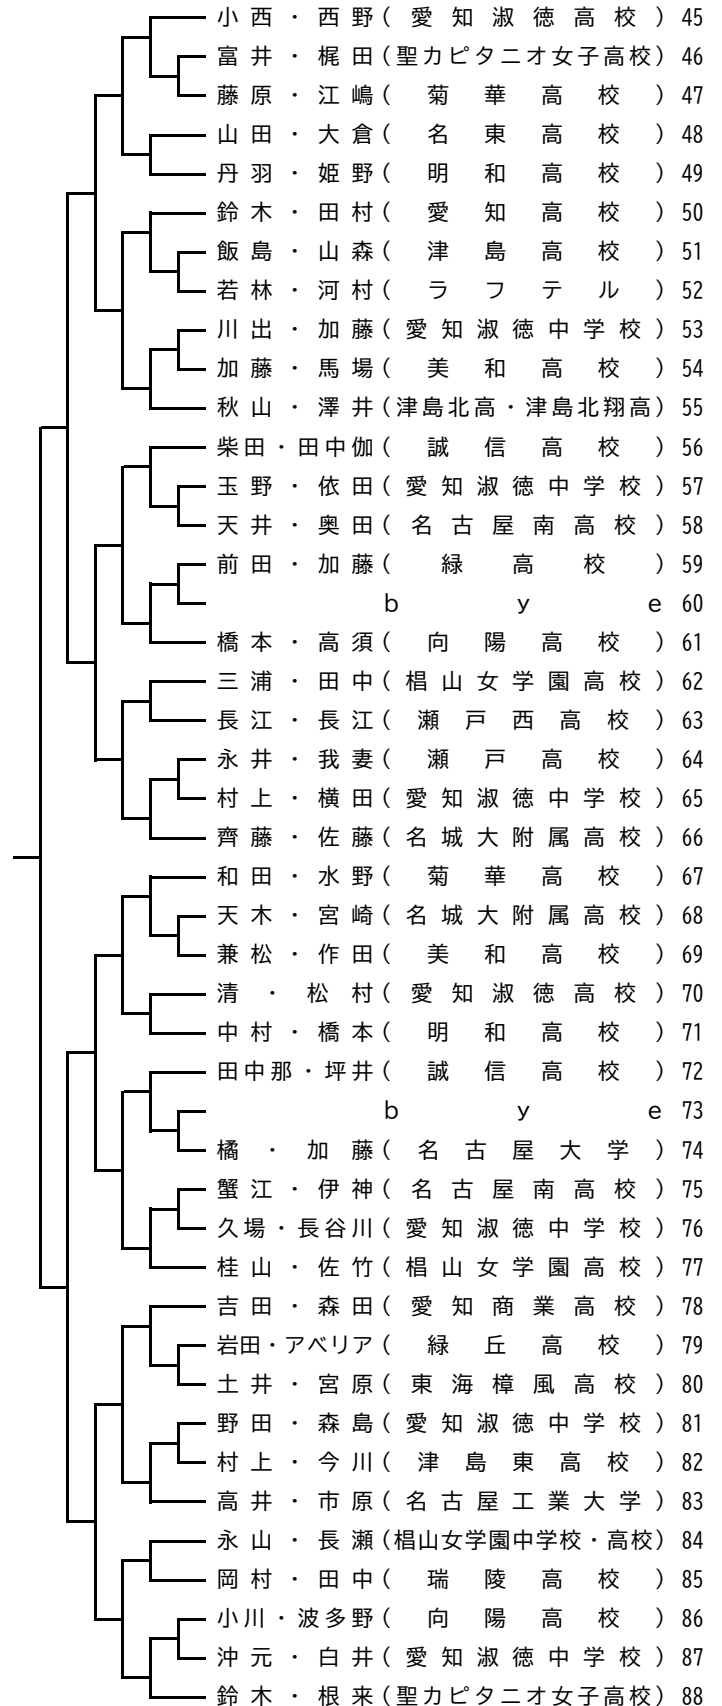 小西・西野(愛知淑徳高校) 45
富井・梶田(聖カピタニオ女子高校) 46
藤原・江嶋(菊華高校) 47
山田・大倉(名東高校) 48
丹羽・姫野(明和高校) 49
鈴木・田村(愛知高校) 50
飯島・山森(津島高校) 51
若林・河村(ラフテル) 52
川出・加藤(愛知淑徳中学校) 53
加藤・馬場(美和高校) 54
秋山・澤井(津島北高・津島北翔高) 55
柴田・田中伽(誠信高校) 56
玉野・依田(愛知淑徳中学校) 57
天井・奥田(名古屋南高校) 58
前田・加藤(緑高校) 59
bye 60
橋本・高須(向陽高校) 61
三浦・田中(椙山女学園高校) 62
長江・長江(瀬戸西高校) 63
永井・我妻(瀬戸高校) 64
村上・横田(愛知淑徳中学校) 65
齊藤・佐藤(名城大附属高校) 66
和田・水野(菊華高校) 67
天木・宮崎(名城大附属高校) 68
兼松・作田(美和高校) 69
清・松村(愛知淑徳高校) 70
中村・橋本(明和高校) 71
田中那・坪井(誠信高校) 72
bye 73
橘・加藤(名古屋大学) 74
蟹江・伊神(名古屋南高校) 75
久場・長谷川(愛知淑徳中学校) 76
桂山・佐竹(椙山女学園高校) 77
吉田・森田(愛知商業高校) 78
岩田・アベリア(緑丘高校) 79
土井・宮原(東海樟風高校) 80
野田・森島(愛知淑徳中学校) 81
村上・今川(津島東高校) 82
高井・市原(名古屋工業大学) 83
永山・長瀬(椙山女学園中学校・高校) 84
岡村・田中(瑞陵高校) 85
小川・波多野(向陽高校) 86
沖元・白井(愛知淑徳中学校) 87
鈴木・根来(聖カピタニオ女子高校) 88